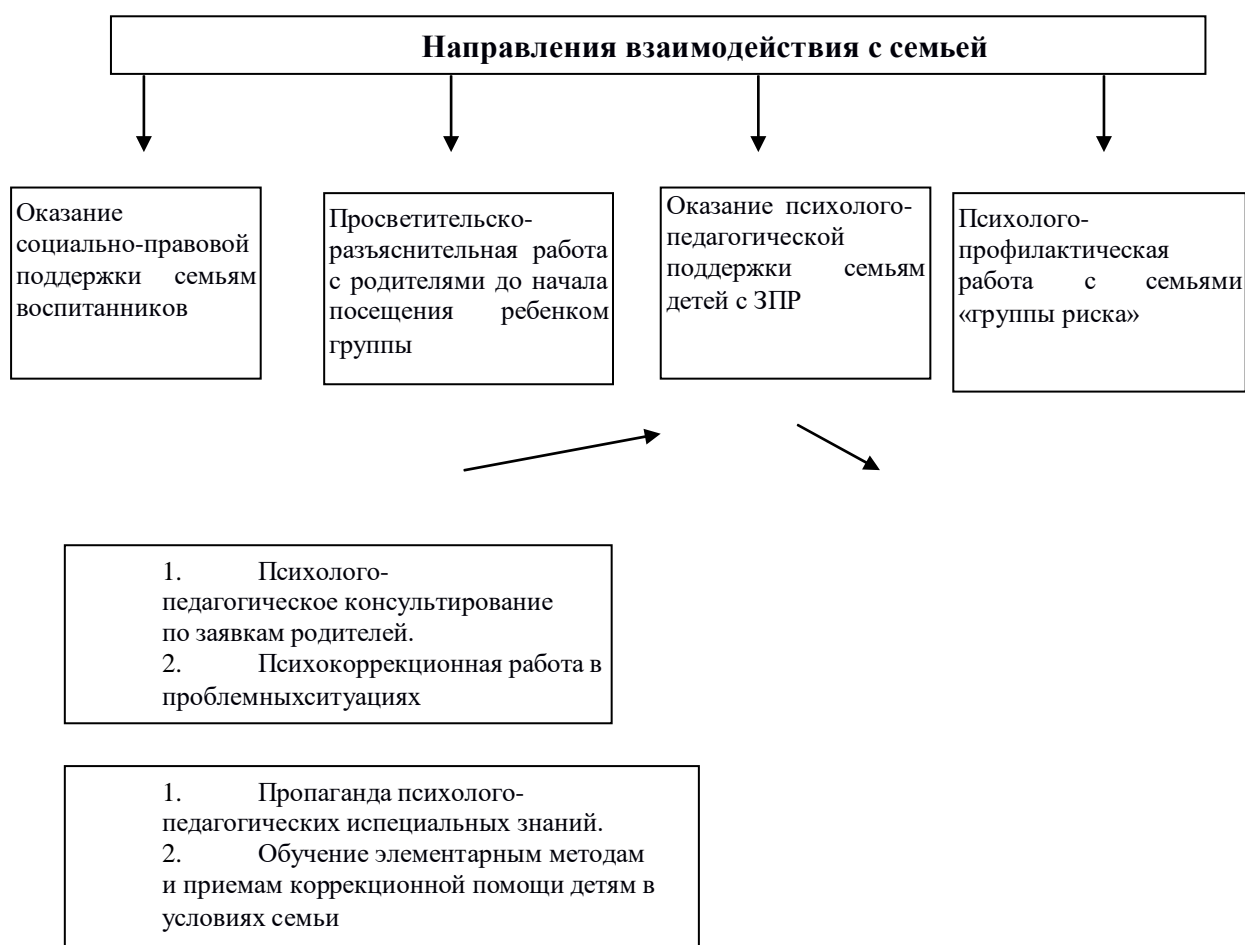 Направления взаимодействия с семьей
Оказание
социально-правовой
поддержки семьям
воспитанников
Просветительско-
разъяснительная работа
с родителями до начала
посещения ребенком
группы
Оказание психолого-
педагогической
поддержки семьям
детей с ЗПР
Психолого-
профилактическая
работа с семьями
«группы риска»
1. Психолого-
педагогическое консультирование
по заявкам родителей.
2. Психокоррекционная работа в
проблемныхситуациях
1. Пропаганда психолого-
педагогических испециальных знаний.
2. Обучение элементарным методам
и приемам коррекционной помощи детям в
условиях семьи